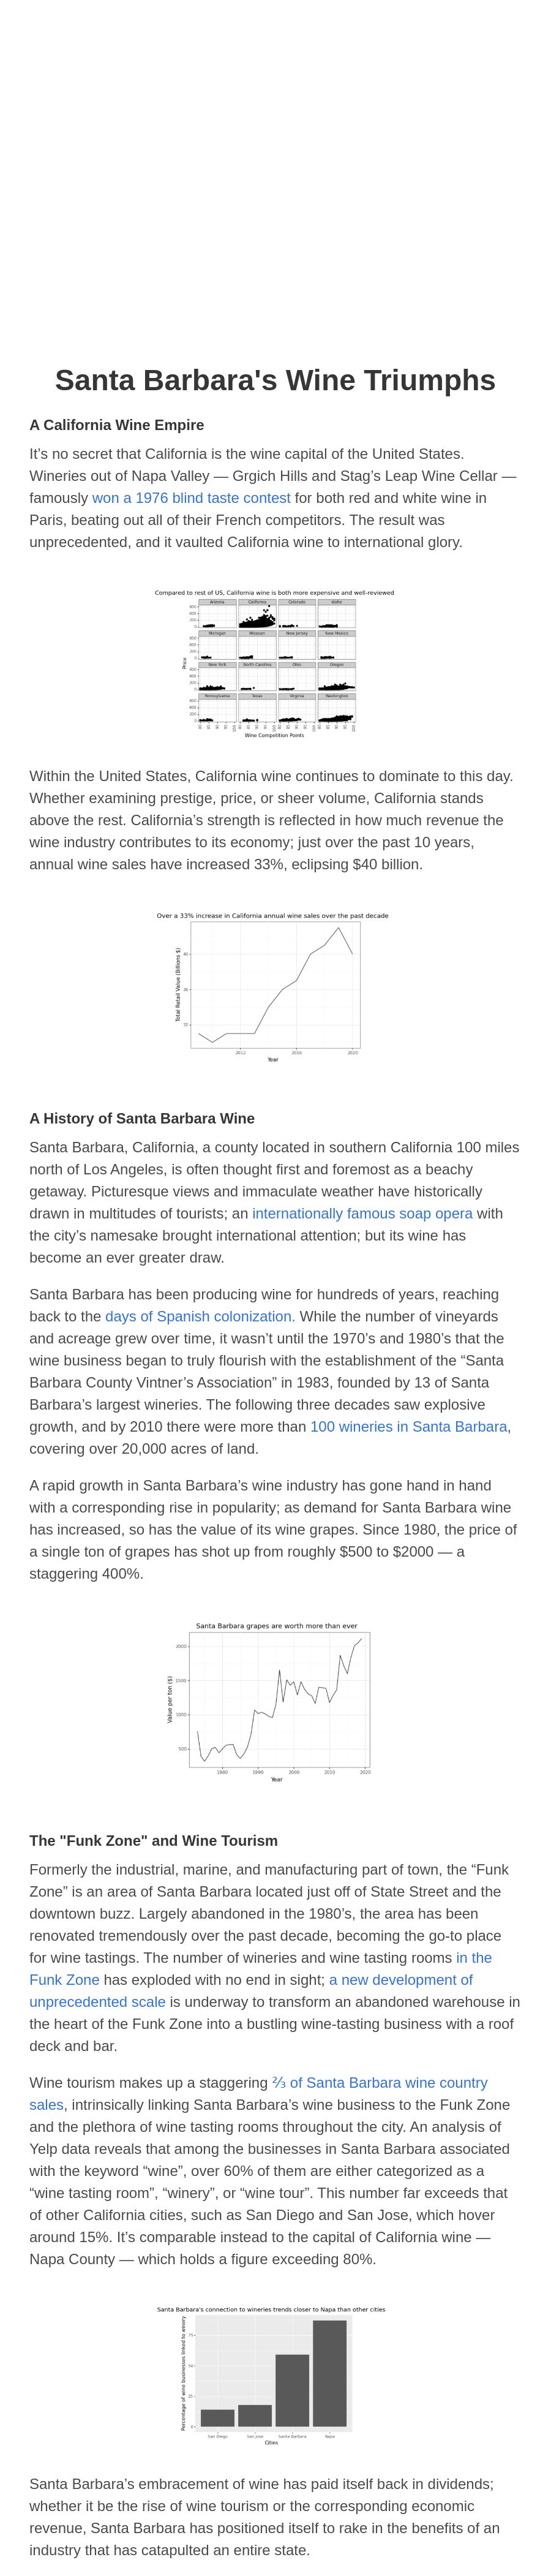 Santa Barbara's Wine Triumphs
A California Wine Empire
It’s no secret that California is the wine capital of the United States.
Wineries out of Napa Valley — Grgich Hills and Stag’s Leap Wine Cellar —
famously won a 1976 blind taste contest for both red and white wine in
Paris, beating out all of their French competitors. The result was
unprecedented, and it vaulted California wine to international glory.
Compared to rest of US, California wine is both more expensive and well-reviewed
Arizona California Colorado Idaho
Michigan Missouri New Jersey New Mexico
New York North Carolina Ohio Oregon
Pennsylvania Texas Virginia Washington
Price
Wine Competition Points
Within the United States, California wine continues to dominate to this day.
Whether examining prestige, price, or sheer volume, California stands
above the rest. California’s strength is reflected in how much revenue the
wine industry contributes to its economy; just over the past 10 years,
annual wine sales have increased 33%, eclipsing $40 billion.
Over a 33% increase in California annual wine sales over the past decade
Total Retail Value (Billions $)
40
36
32
2012 2016 2020
Year
A History of Santa Barbara Wine
Santa Barbara, California, a county located in southern California 100 miles
north of Los Angeles, is often thought first and foremost as a beachy
getaway. Picturesque views and immaculate weather have historically
drawn in multitudes of tourists; an internationally famous soap opera with
the city’s namesake brought international attention; but its wine has
become an ever greater draw.
Santa Barbara has been producing wine for hundreds of years, reaching
back to the days of Spanish colonization. While the number of vineyards
and acreage grew over time, it wasn’t until the 1970’s and 1980’s that the
wine business began to truly flourish with the establishment of the “Santa
Barbara County Vintner’s Association” in 1983, founded by 13 of Santa
Barbara’s largest wineries. The following three decades saw explosive
growth, and by 2010 there were more than 100 wineries in Santa Barbara,
covering over 20,000 acres of land.
A rapid growth in Santa Barbara’s wine industry has gone hand in hand
with a corresponding rise in popularity; as demand for Santa Barbara wine
has increased, so has the value of its wine grapes. Since 1980, the price of
a single ton of grapes has shot up from roughly $500 to $2000 — a
staggering 400%.
Santa Barbara grapes are worth more than ever
Value per ton ($)
2000
1500
1000
500
1980 1990 2000 2010 2020
Year
The "Funk Zone" and Wine Tourism
Formerly the industrial, marine, and manufacturing part of town, the “Funk
Zone” is an area of Santa Barbara located just off of State Street and the
downtown buzz. Largely abandoned in the 1980’s, the area has been
renovated tremendously over the past decade, becoming the go-to place
for wine tastings. The number of wineries and wine tasting rooms in the
Funk Zone has exploded with no end in sight; a new development of
unprecedented scale is underway to transform an abandoned warehouse in
the heart of the Funk Zone into a bustling wine-tasting business with a roof
deck and bar.
Wine tourism makes up a staggering ⅔ of Santa Barbara wine country
sales, intrinsically linking Santa Barbara’s wine business to the Funk Zone
and the plethora of wine tasting rooms throughout the city. An analysis of
Yelp data reveals that among the businesses in Santa Barbara associated
with the keyword “wine”, over 60% of them are either categorized as a
“wine tasting room”, “winery”, or “wine tour”. This number far exceeds that
of other California cities, such as San Diego and San Jose, which hover
around 15%. It’s comparable instead to the capital of California wine —
Napa County — which holds a figure exceeding 80%.
Santa Barbara's connection to wineries trends closer to Napa than other cities
Percentage of wine businesses linked to winery
75
50
25
0
San Diego San Jose Santa Barbara Napa
Cities
Santa Barbara’s embracement of wine has paid itself back in dividends;
whether it be the rise of wine tourism or the corresponding economic
revenue, Santa Barbara has positioned itself to rake in the benefits of an
industry that has catapulted an entire state.